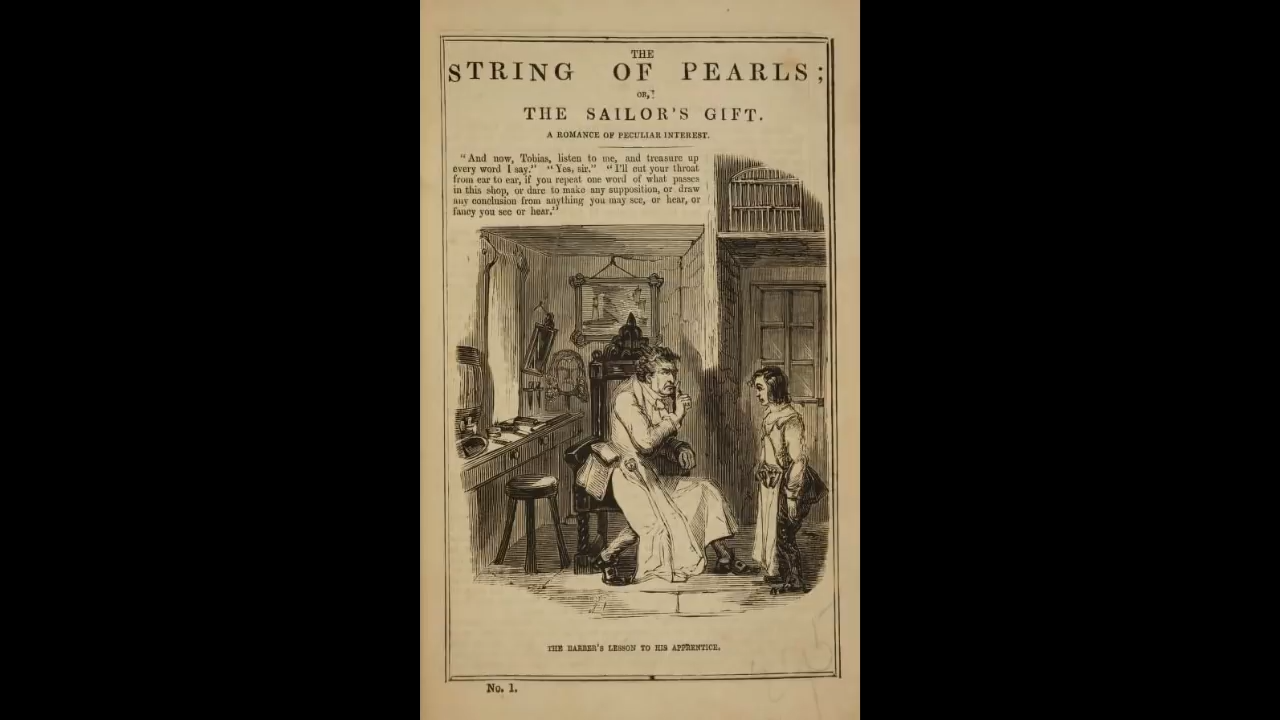 THE
STRING OF PEARLS;
OR,
THE SAILOR'S GIFT.
A ROMANCE OF PECULIAR INTEREST.
"And now, Tobias, listen to me, and treasure up
every word I say." "Yes, sir." "I'll cut your throat
from ear to ear, if you repeat one word of what passes
in this shop, or dare to make any supposition, or draw
any conclusion from anything you may see, or hear, or
fancy you see or hear."
THE BARBER'S LESSON TO HIS APPRENTICE.
No. 1.